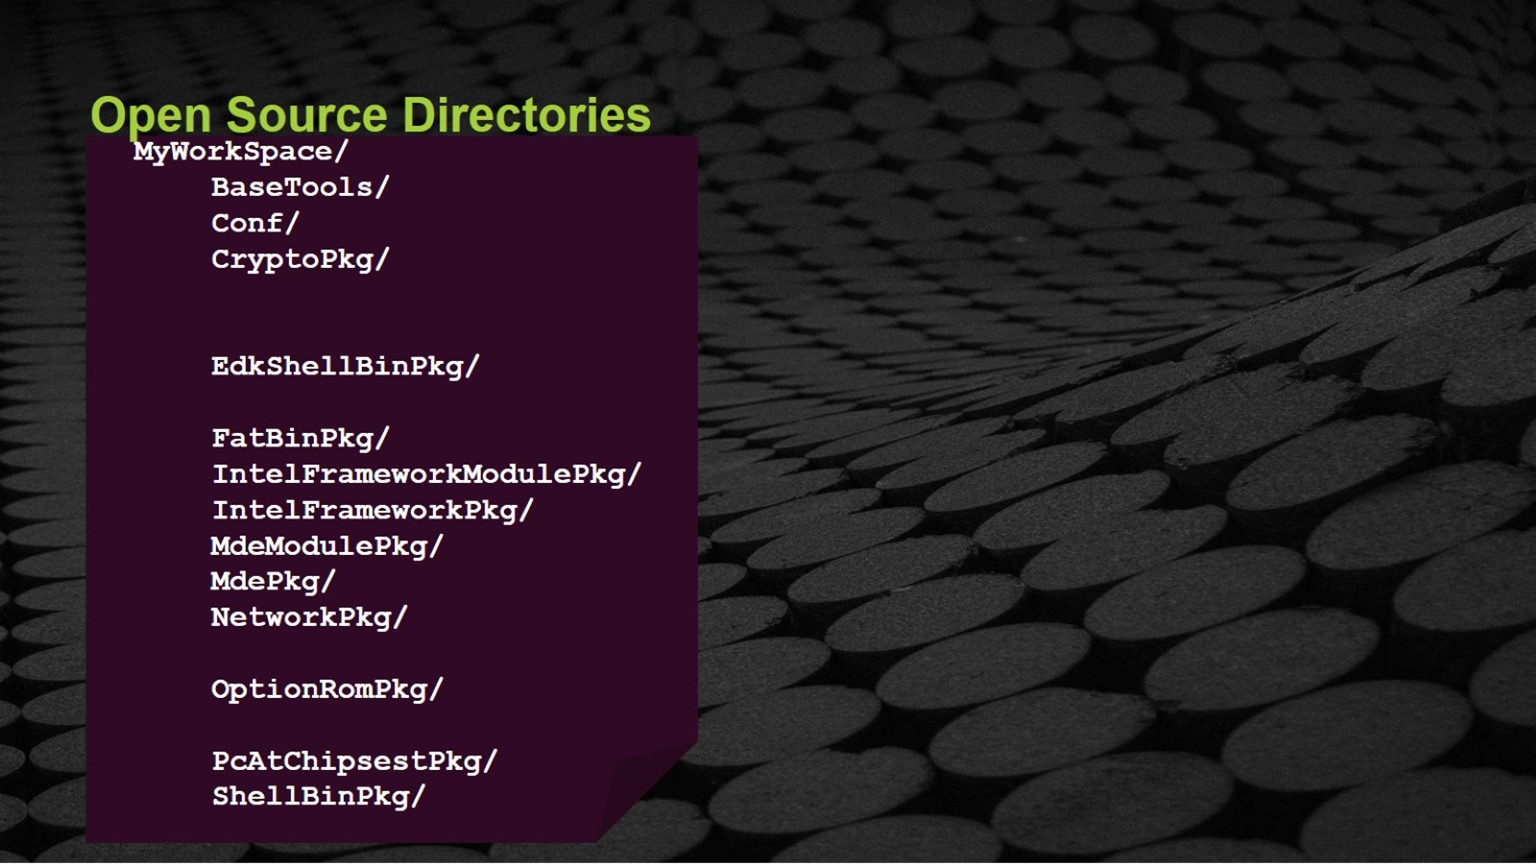 Open Source Directories
MyWorkSpace/
BaseTools/
Conf/
CryptoPkg/
EdkShellBinPkg/
FatBinPkg/
IntelFrameworkModulePkg/
IntelFrameworkPkg/
MdeModulePkg/
MdePkg/
NetworkPkg/
OptionRomPkg/
PcAtChipsestPkg/
ShellBinPkg/